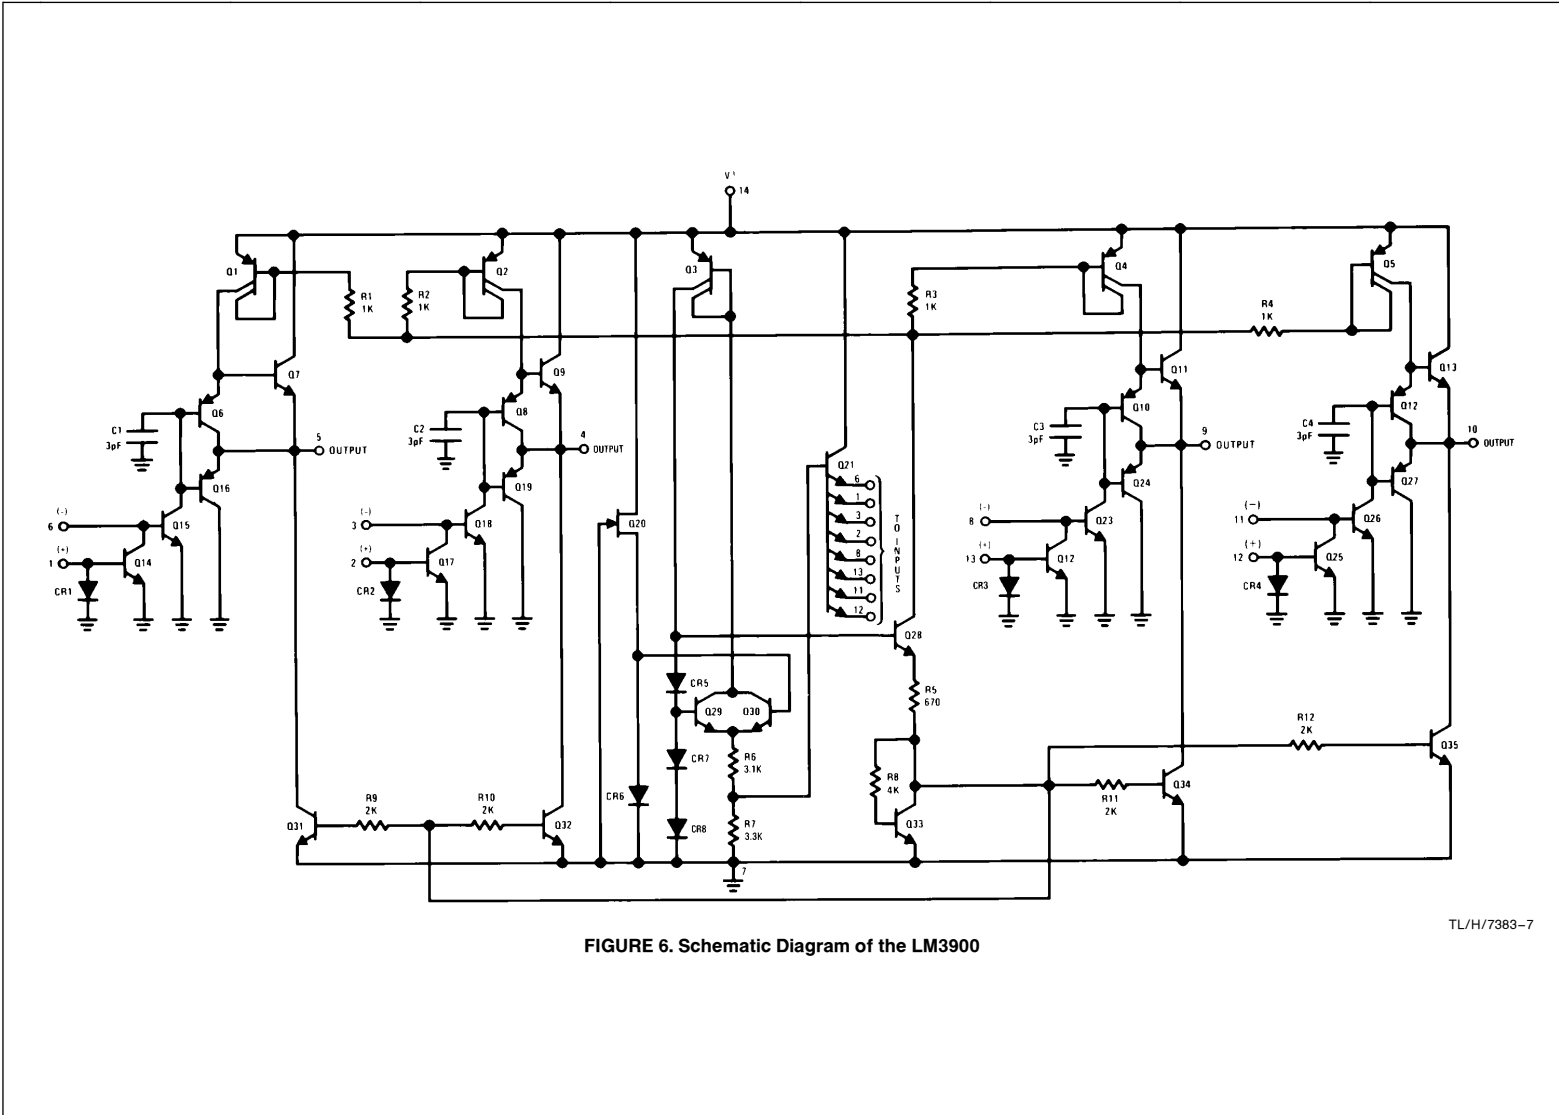 V+
14
Q1
Q2
Q3
Q4
Q5
R1
1K
R2
1K
R3
1K
R4
1K
Q7
Q9
Q11
Q13
Q6
Q8
Q10
Q12
C1
3pF
C2
3pF
C3
3pF
C4
3pF
5
OUTPUT
4
OUTPUT
9
OUTPUT
10
OUTPUT
Q16
Q19
Q24
Q27
(-)
6
Q15
(-)
3
Q18
(-)
8
Q23
(-)
11
Q26
(+)
1
Q14
CR1
(+)
2
Q17
CR2
(+)
13
Q12
CR3
(+)
12
Q25
CR4
Q20
Q21
6
1
3
2
8
13
11
12
TO INPUTS
Q28
R5
670
CR5
Q29
Q30
CR7
R6
3.1K
CR6
R8
4K
CR8
R7
3.3K
Q33
R12
2K
Q35
R11
2K
Q34
Q31
R9
2K
R10
2K
Q32
7
TL/H/7383-7
FIGURE 6. Schematic Diagram of the LM3900